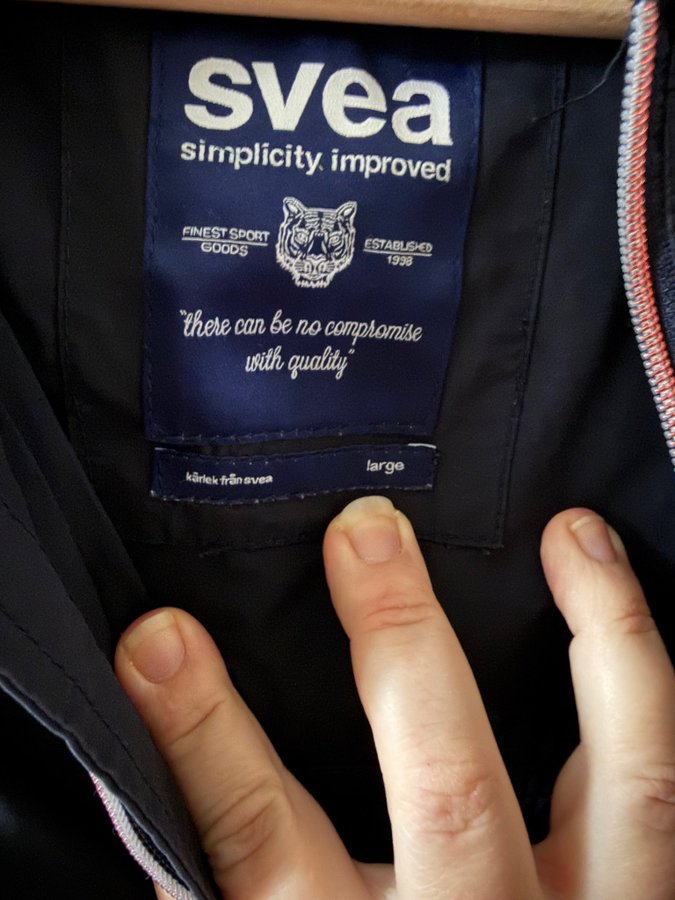 svea
simplicity, improved
FINEST SPORT
GOODS
ESTABLISHED
1998
"there can be no compromise
with quality"
kärlek från svea
large